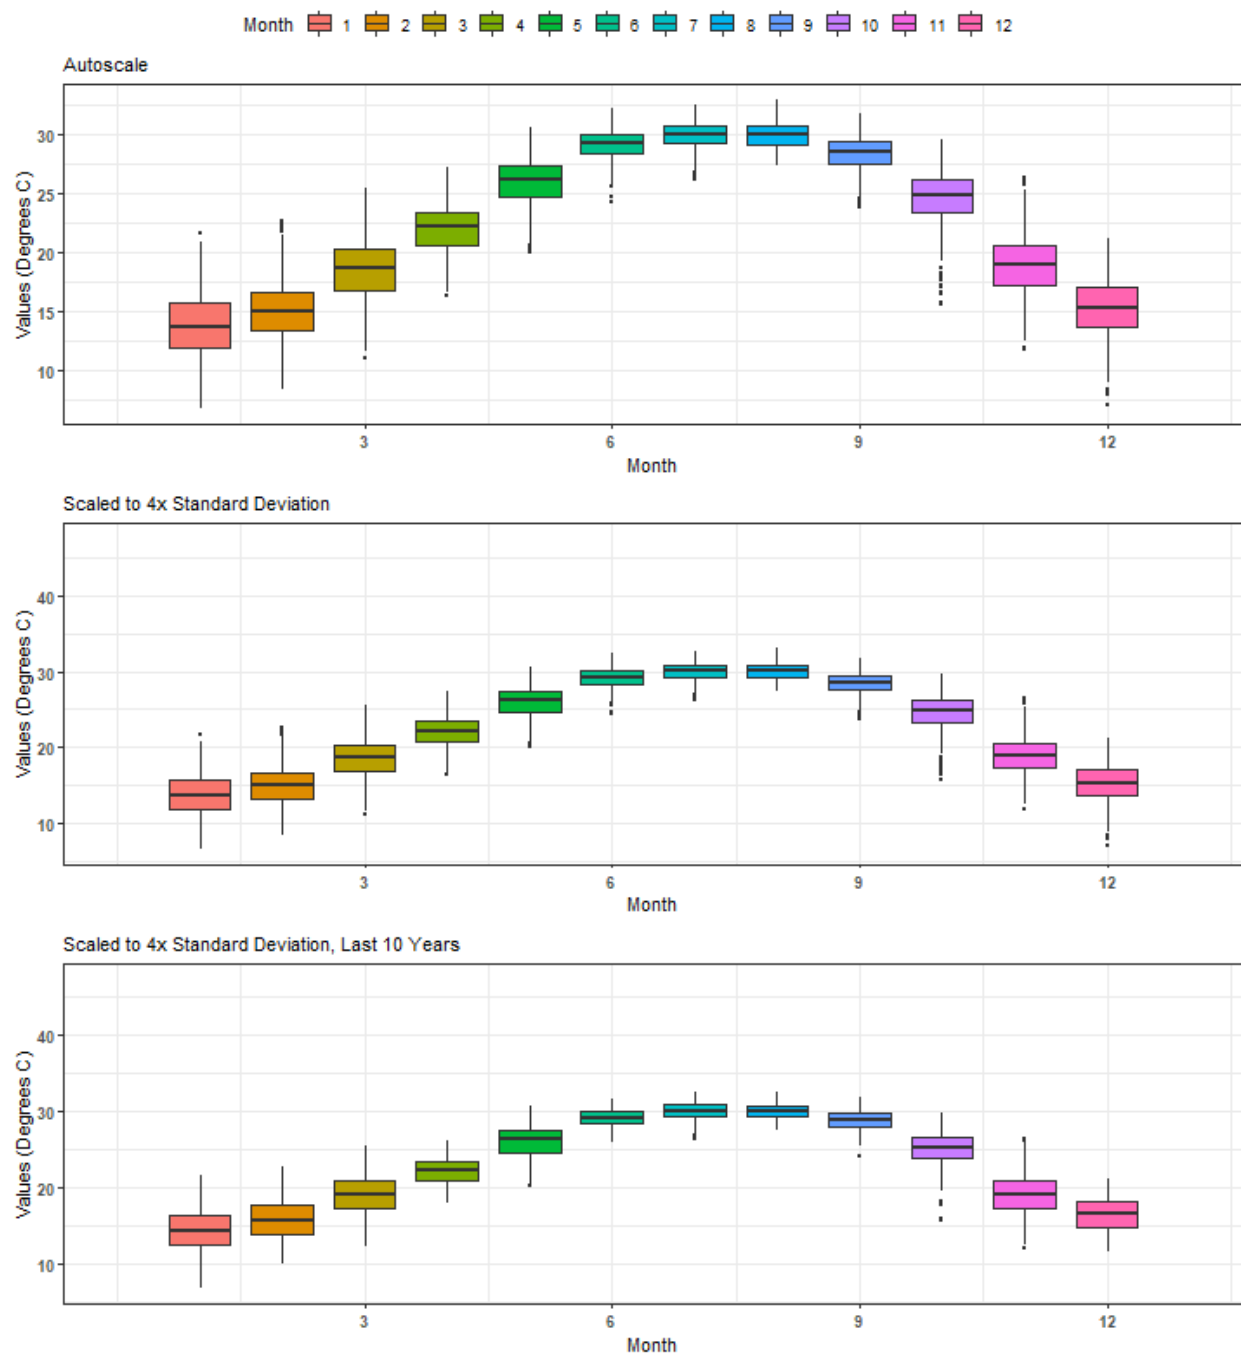 Month 1 2 3 4 5 6 7 8 9 10 11 12
Autoscale
Values (Degrees C)
30
25
20
15
10
3 6 9 12
Month
Scaled to 4x Standard Deviation
Values (Degrees C)
40
30
20
10
3 6 9 12
Month
Scaled to 4x Standard Deviation, Last 10 Years
Values (Degrees C)
40
30
20
10
3 6 9 12
Month